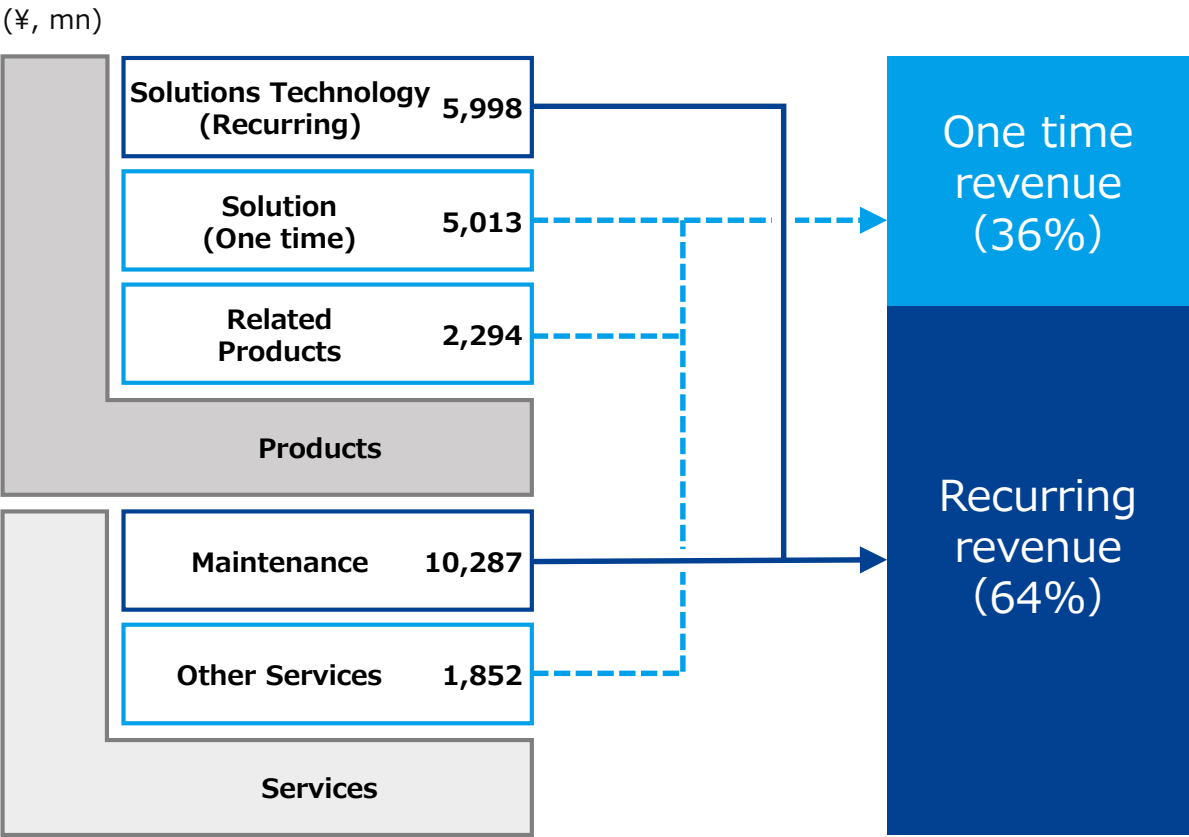 (¥, mn)
Solutions Technology
(Recurring)
5,998
Solution
(One time)
5,013
Related
Products
2,294
Products
Maintenance
10,287
Other Services
1,852
Services
One time
revenue
（36%）
Recurring
revenue
（64%）